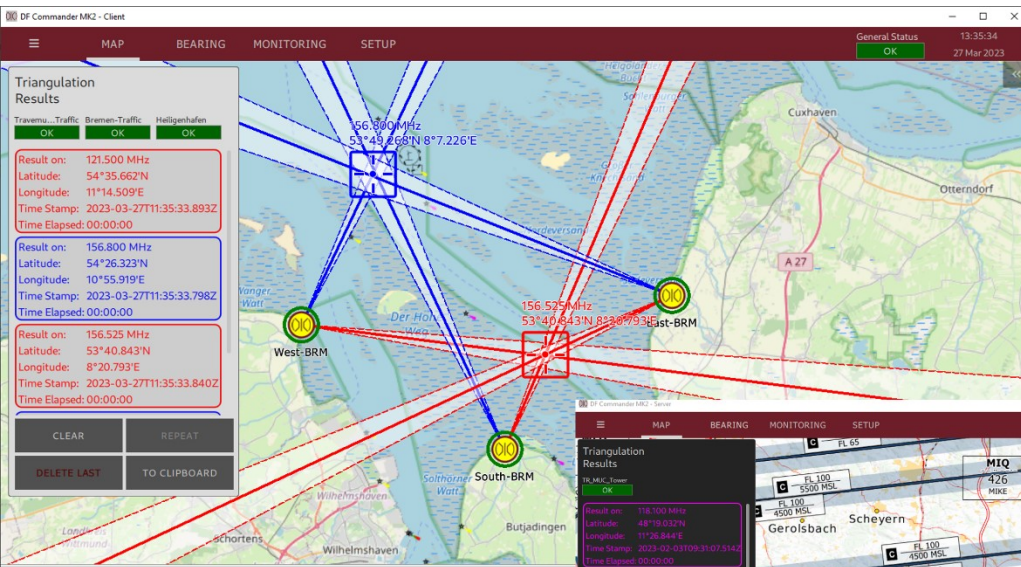 DF Commander MK2 - Client
MAP BEARING MONITORING SETUP
General Status
OK
13:35:34
27 Mar 2023
Triangulation
Results
Travemu...Traffic Bremen-Traffic Heiligenhafen
OK OK OK
Result on: 121.500 MHz
Latitude: 54°35.662'N
Longitude: 11°14.509'E
Time Stamp: 2023-03-27T11:35:33.893Z
Time Elapsed: 00:00:00
Result on: 156.800 MHz
Latitude: 54°26.323'N
Longitude: 10°55.919'E
Time Stamp: 2023-03-27T11:35:33.798Z
Time Elapsed: 00:00:00
Result on: 156.525 MHz
Latitude: 53°40.843'N
Longitude: 8°20.793'E
Time Stamp: 2023-03-27T11:35:33.840Z
Time Elapsed: 00:00:00
CLEAR REPEAT
DELETE LAST TO CLIPBOARD
156.800 MHz
53°49.268'N 8°7.226'E
Cuxhaven
Otterndorf
A 27
156.525 MHz
53°40.843'N 8°20.793'E
East-BRM
West-BRM
South-BRM
Butjadingen
Wilhelmshaven
Schortens
Wilhelmshaven
DF Commander MK2 - Server
MAP BEARING MONITORING SETUP
Triangulation
Results
TR_MUC_Tower
OK
Result on: 118.100 MHz
Latitude: 48°19.032'N
Longitude: 11°26.844'E
Time Stamp: 2023-02-03T09:31:07.514Z
Time Elapsed: 00:00:00
C FL 65
C FL 100
5500 MSL
C FL 100
4500 MSL
Gerolsbach
Scheyern
C FL 100
4500 MSL
MIQ
426
MIKE